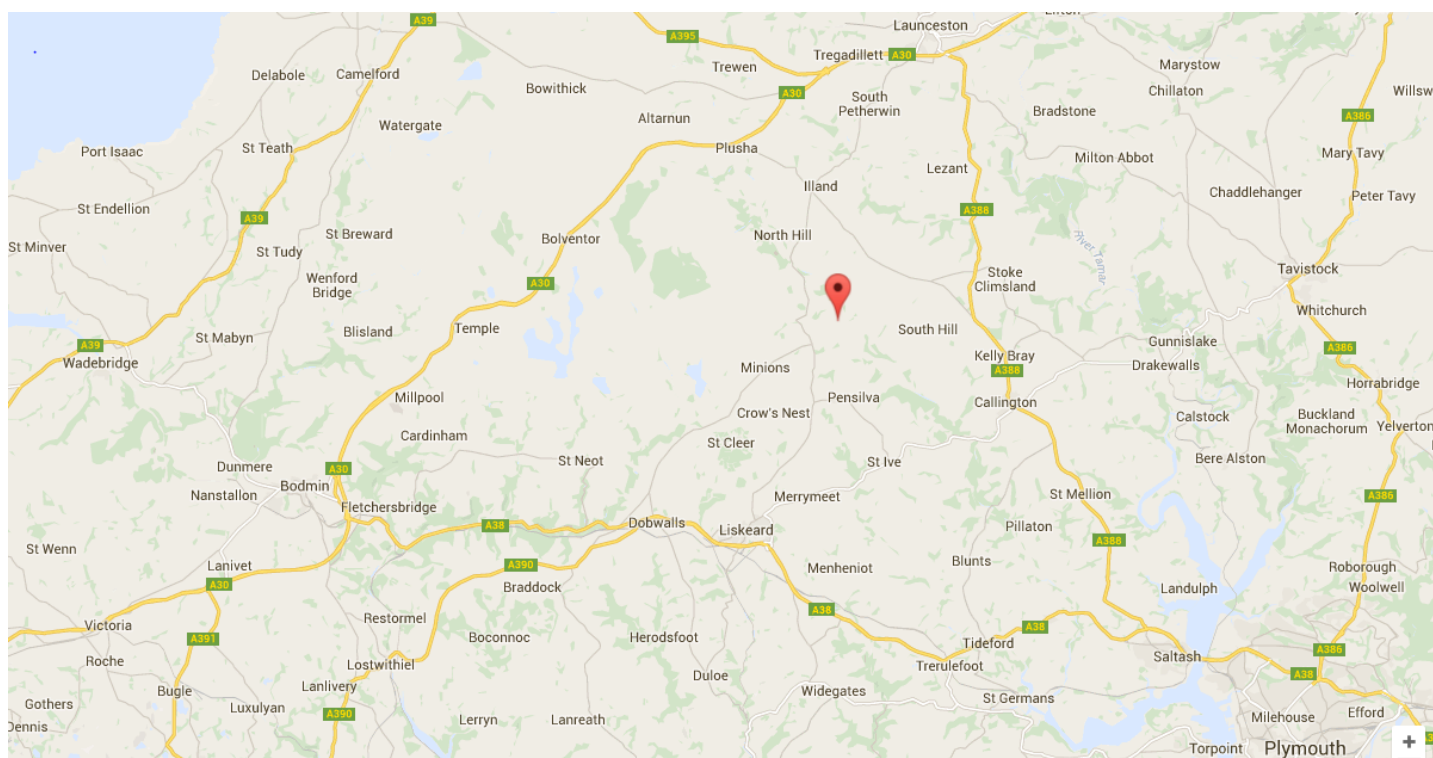 A39
A395
Launceston
Tregadillett
A30
Trewen
Delabole
Camelford
Marystow
Bowithick
A30
South
Petherwin
Chillaton
Willsw
Altarnun
Bradstone
A386
Watergate
Port Isaac
St Teath
Plusha
Mary Tavy
Milton Abbot
Lezant
Illand
Chaddlehanger
Peter Tavy
St Endellion
A39
A388
St Breward
North Hill
Bolventor
St Minver
St Tudy
River Tamar
Wenford
Bridge
Tavistock
Stoke
Climsland
A30
Whitchurch
Temple
Blisland
South Hill
St Mabyn
Gunnislake
A39
A386
Wadebridge
Kelly Bray
A388
Drakewalls
Minions
Horrabridge
Millpool
Pensilva
Callington
Crow's Nest
Calstock
Buckland
Monachorum
Yelverton
Cardinham
St Cleer
Bere Alston
St Neot
St Ive
Dunmere
A30
Bodmin
Nanstallon
Merrymeet
St Mellion
A386
Fletchersbridge
A38
Dobwalls
Liskeard
Pillaton
A388
St Wenn
Lanivet
A390
Menheniot
Blunts
Roborough
Woolwell
A30
Braddock
Landulph
A38
Restormel
Victoria
A391
Boconnoc
Herodsfoot
A38
Tideford
A386
Roche
Lostwithiel
Trerulefoot
Saltash
A38
Duloe
Lanlivery
Bugle
Widegates
St Germans
Gothers
Luxulyan
A390
Lerryn
Lanreath
Milehouse
Efford
Dennis
Torpoint
Plymouth
+